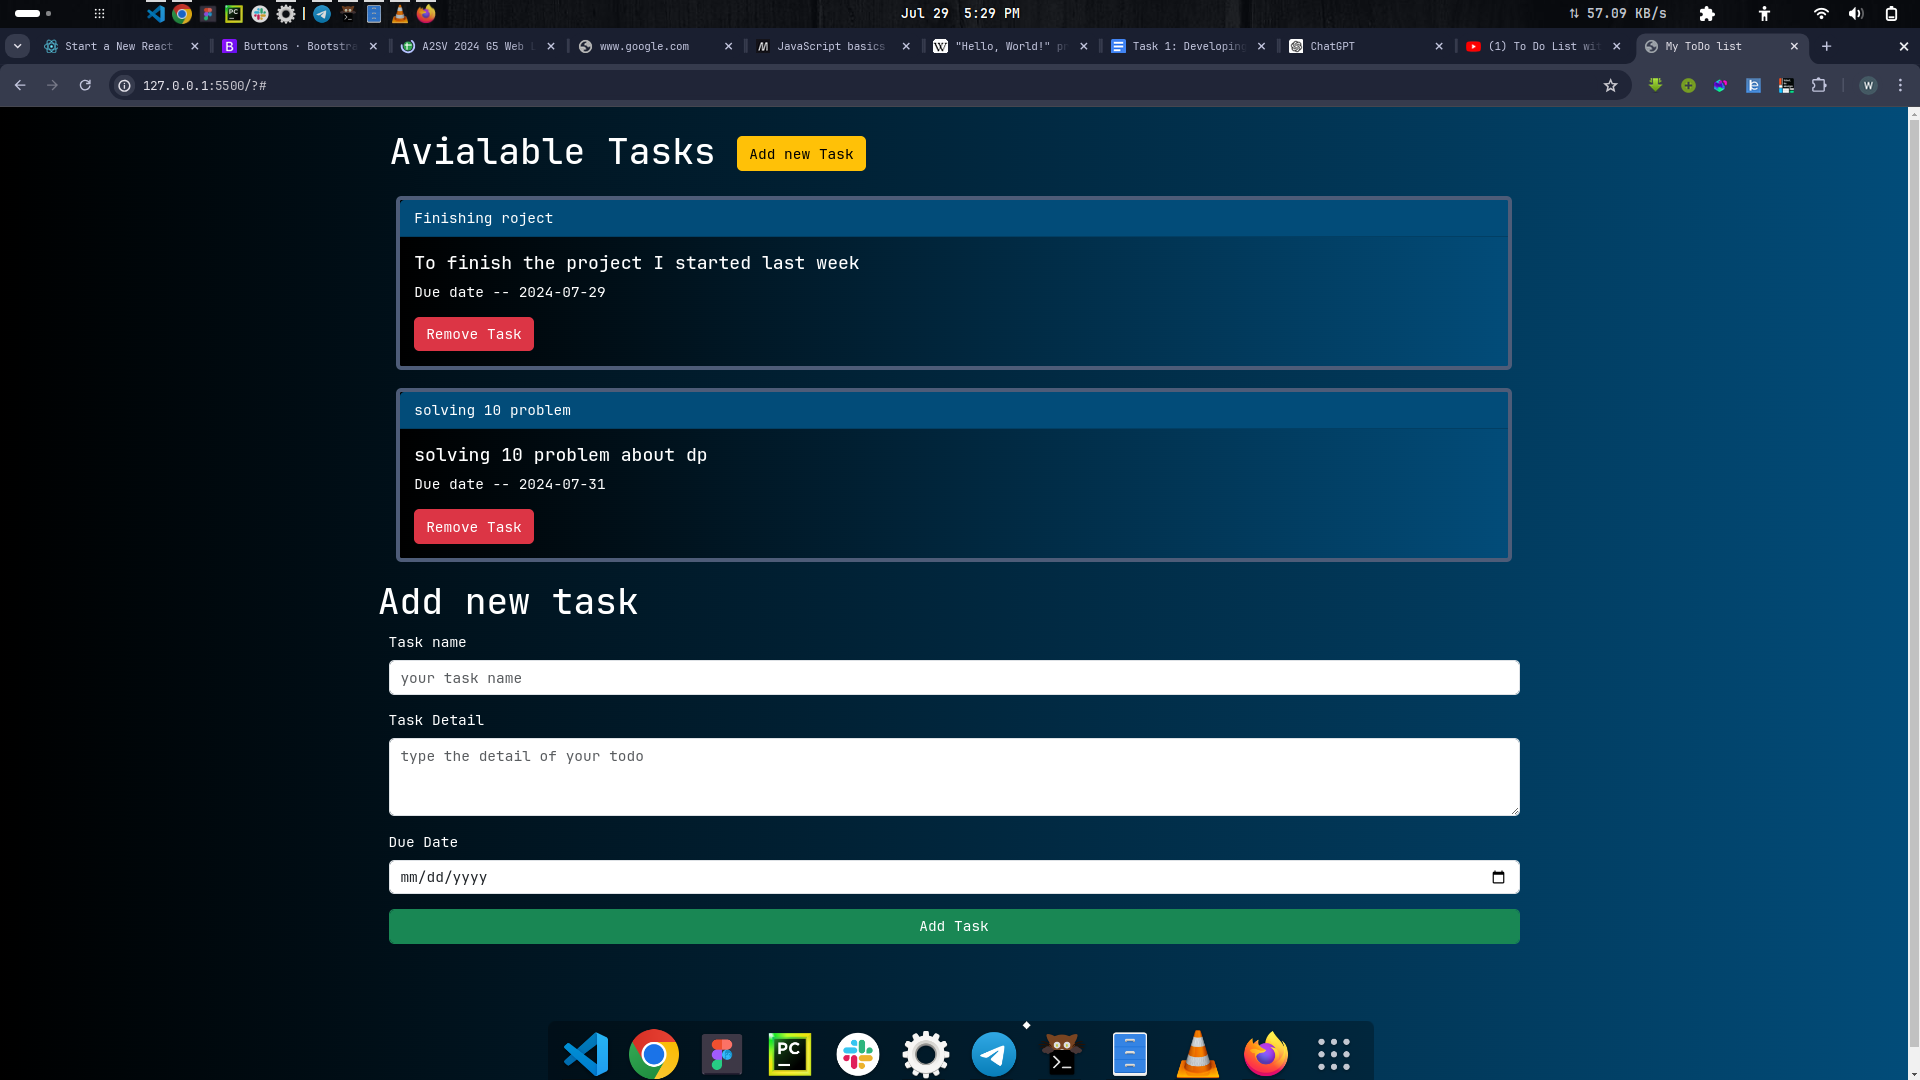 Jul 29 5:29 PM
57.09 KB/s
Start a New React
Buttons · Bootstra
A2SV 2024 G5 Web
www.google.com
JavaScript basics
"Hello, World!" p
Task 1: Developing
ChatGPT
(1) To Do List wi
My ToDo list
127.0.0.1:5500/?#
W
Avialable Tasks
Add new Task
Finishing roject
To finish the project I started last week
Due date -- 2024-07-29
Remove Task
solving 10 problem
solving 10 problem about dp
Due date -- 2024-07-31
Remove Task
Add new task
Task name
your task name
Task Detail
type the detail of your todo
Due Date
mm/dd/yyyy
Add Task
PC